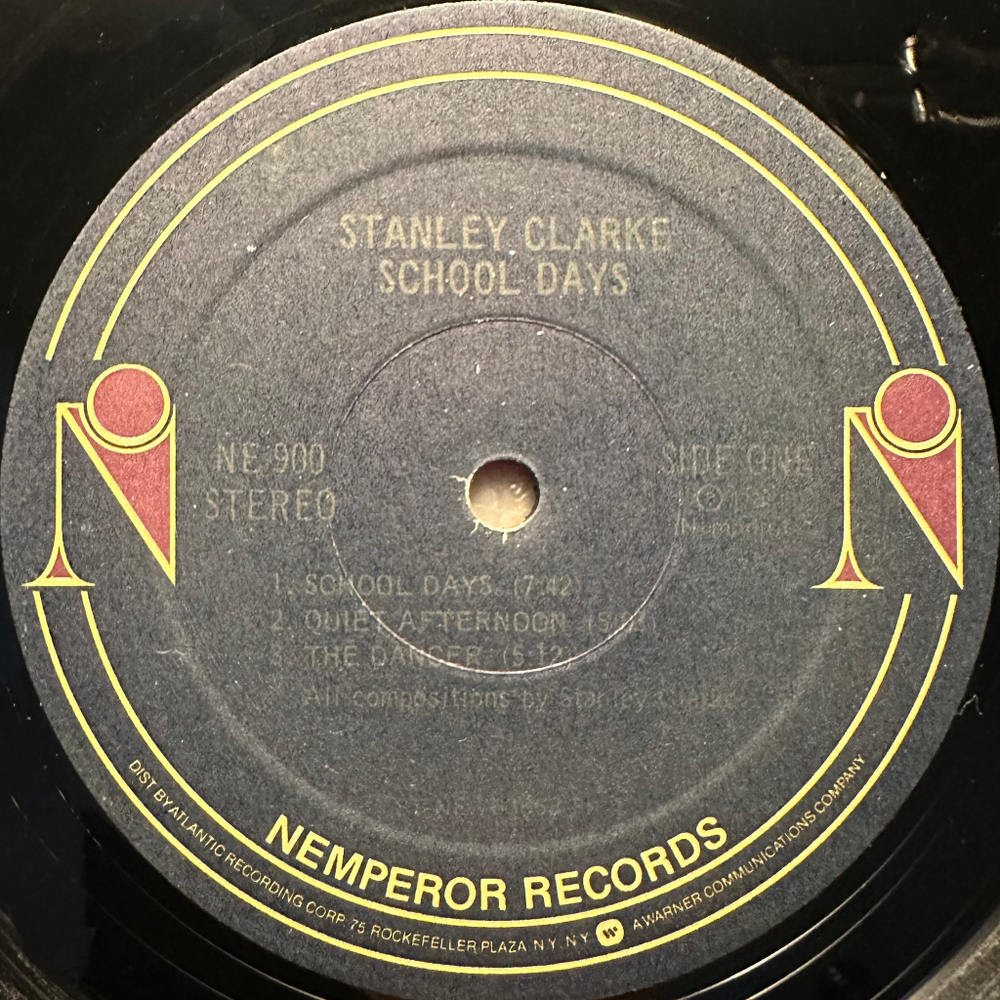 STANLEY CLARKE
SCHOOL DAYS
NE 900
STEREO
SIDE ONE
℗
1. SCHOOL DAYS (7:42)
2. QUIET AFTERNOON
3. THE DANCER (5:12)
All compositions by Stanley
NEMPEROR RECORDS
DIST BY ATLANTIC RECORDING CORP. 75 ROCKEFELLER PLAZA N.Y. N.Y. A WARNER COMMUNICATIONS COMPANY